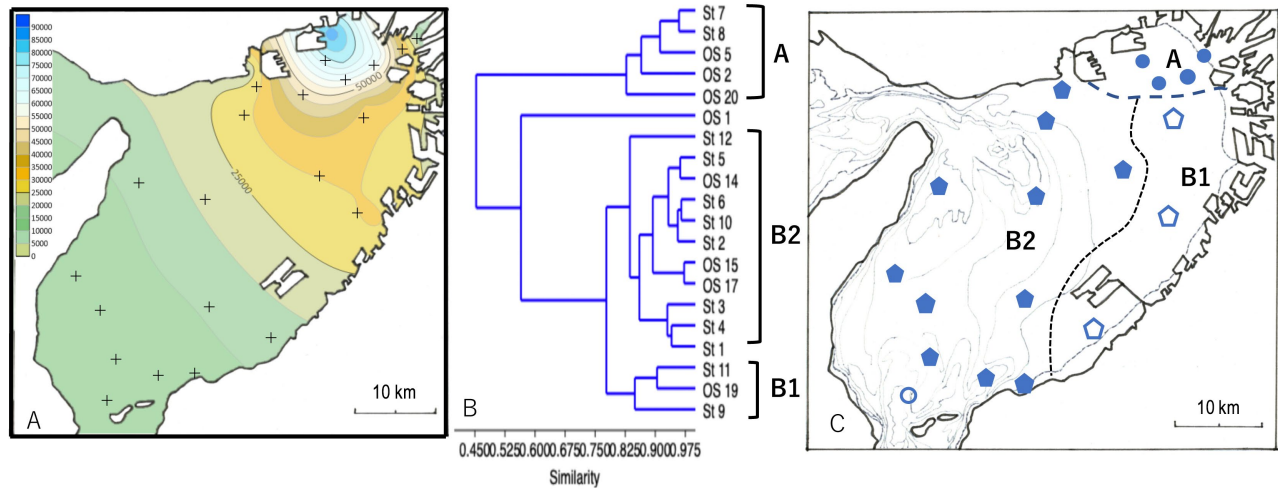 90000
85000
80000
75000
70000
65000
60000
55000
50000
45000
40000
35000
30000
25000
20000
15000
10000
5000
0
50000
25000
10 km
A
St 7
St 8
OS 5
OS 2
OS 20
OS 1
St 12
St 5
OS 14
St 6
St 10
St 2
OS 15
OS 17
St 3
St 4
St 1
St 11
OS 19
St 9
A
B2
B1
B
0.450 0.525 0.600 0.675 0.750 0.825 0.900 0.975
Similarity
A
B1
B2
10 km
C